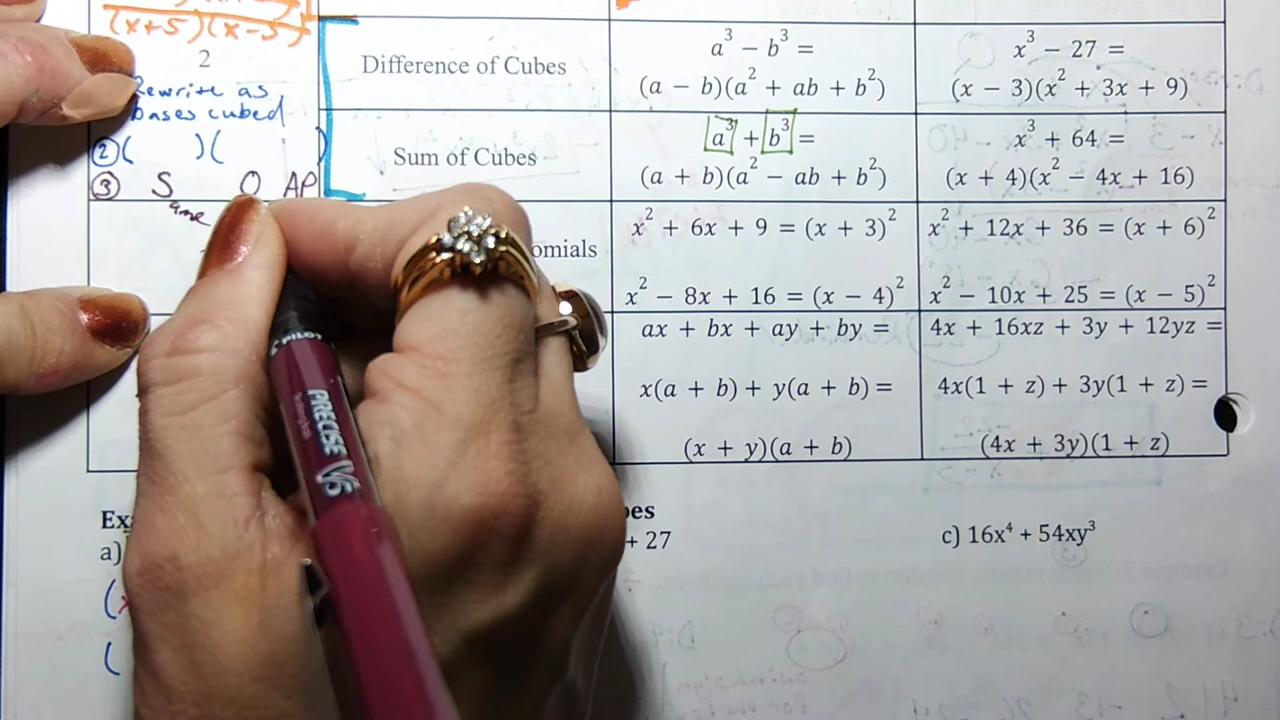 (x+5)(x-5)
2
Rewrite as
bases cubed
② ( )( )
③ Same O AP
Difference of Cubes
a³ − b³ =
(a − b)(a² + ab + b²)
x³ − 27 =
(x − 3)(x² + 3x + 9)
Sum of Cubes
a³ + b³ =
(a + b)(a² − ab + b²)
x³ + 64 =
(x + 4)(x² − 4x + 16)
omials
x² + 6x + 9 = (x + 3)²
x² − 8x + 16 = (x − 4)²
x² + 12x + 36 = (x + 6)²
x² − 10x + 25 = (x − 5)²
ax + bx + ay + by =
x(a + b) + y(a + b) =
(x + y)(a + b)
4x + 16xz + 3y + 12yz =
4x(1 + z) + 3y(1 + z) =
(4x + 3y)(1 + z)
Ex
es
a)
+ 27
c) 16x⁴ + 54xy³
(x
(
PILOT
PRECISE V5